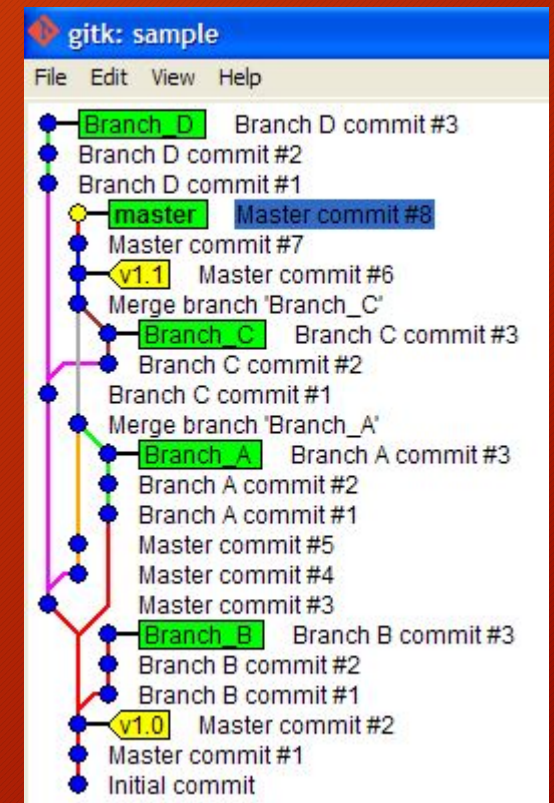 gitk: sample
File Edit View Help
Branch_D Branch D commit #3
Branch D commit #2
Branch D commit #1
master Master commit #8
Master commit #7
v1.1 Master commit #6
Merge branch 'Branch_C'
Branch_C Branch C commit #3
Branch C commit #2
Branch C commit #1
Merge branch 'Branch_A'
Branch_A Branch A commit #3
Branch A commit #2
Branch A commit #1
Master commit #5
Master commit #4
Master commit #3
Branch_B Branch B commit #3
Branch B commit #2
Branch B commit #1
v1.0 Master commit #2
Master commit #1
Initial commit